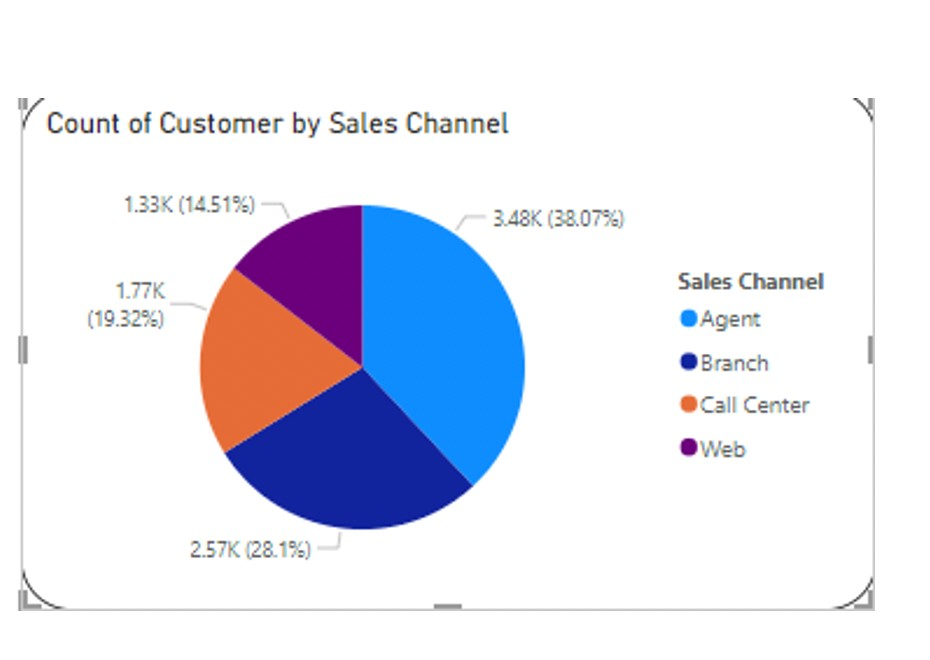 Count of Customer by Sales Channel
1.33K (14.51%)
3.48K (38.07%)
1.77K
(19.32%)
2.57K (28.1%)
Sales Channel
Agent
Branch
Call Center
Web